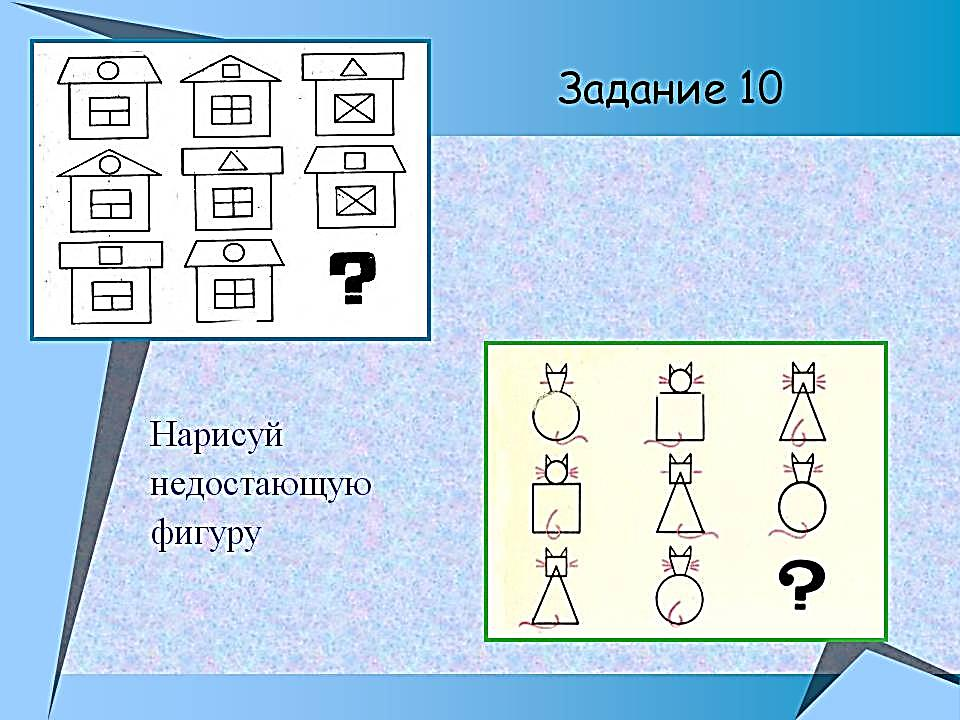 Задание 10
?
Нарисуй
недостающую
фигуру
?